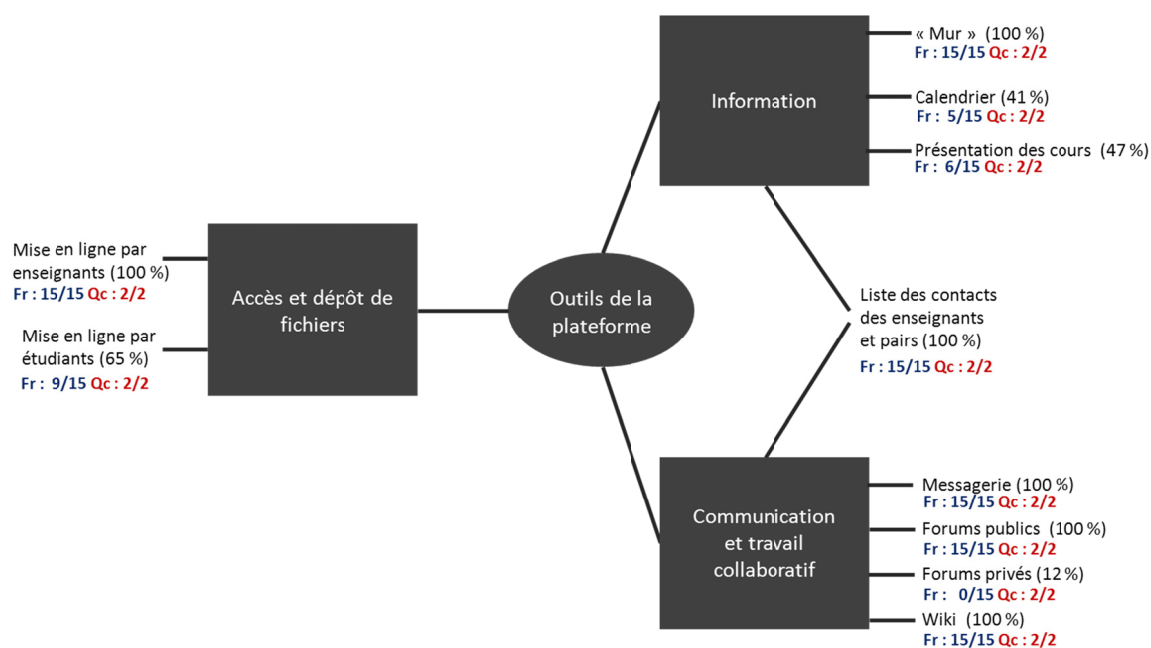 « Mur » (100 %)
Fr : 15/15 Qc : 2/2
Information
Calendrier (41 %)
Fr : 5/15 Qc : 2/2
Présentation des cours (47 %)
Fr : 6/15 Qc : 2/2
Mise en ligne par
enseignants (100 %)
Fr : 15/15 Qc : 2/2
Mise en ligne par
étudiants (65 %)
Fr : 9/15 Qc : 2/2
Accès et dépôt de
fichiers
Outils de la
plateforme
Liste des contacts
des enseignants
et pairs (100 %)
Fr : 15/15 Qc : 2/2
Communication
et travail
collaboratif
Messagerie (100 %)
Fr : 15/15 Qc : 2/2
Forums publics (100 %)
Fr : 15/15 Qc : 2/2
Forums privés (12 %)
Fr : 0/15 Qc : 2/2
Wiki (100 %)
Fr : 15/15 Qc : 2/2